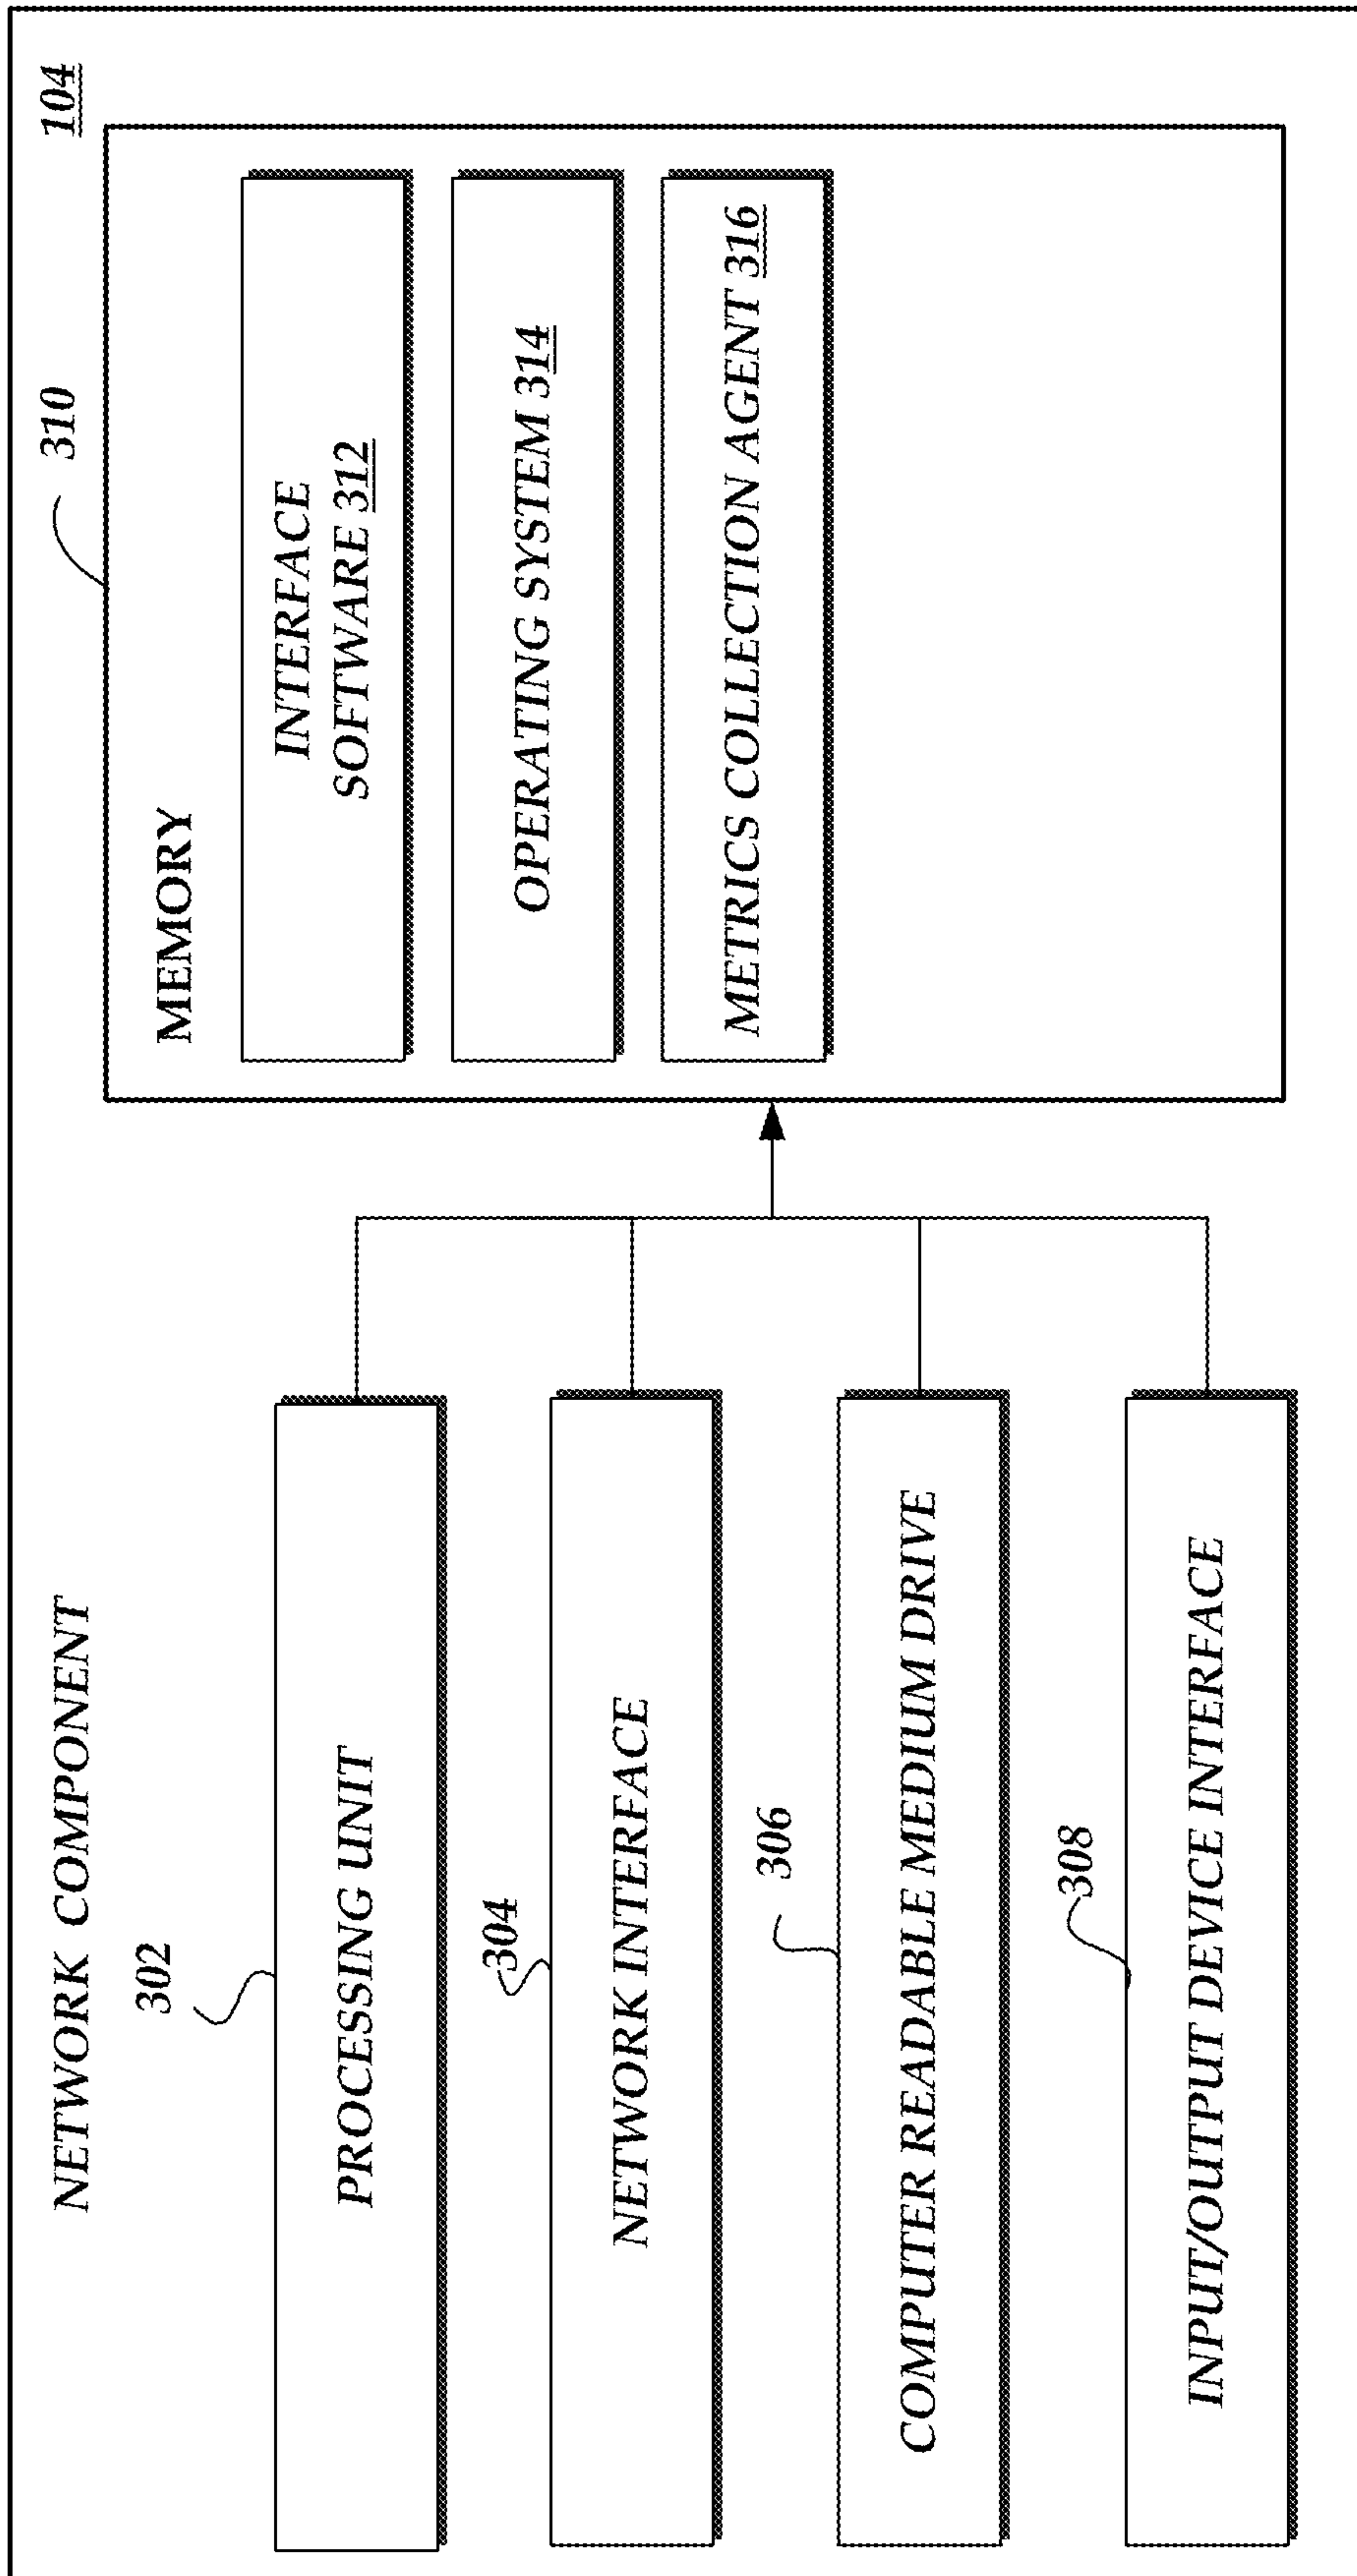 NETWORK COMPONENT
104
302
PROCESSING UNIT
304
NETWORK INTERFACE
306
COMPUTER READABLE MEDIUM DRIVE
308
INPUT/OUTPUT DEVICE INTERFACE
310
MEMORY
INTERFACE
SOFTWARE 312
OPERATING SYSTEM 314
METRICS COLLECTION AGENT 316